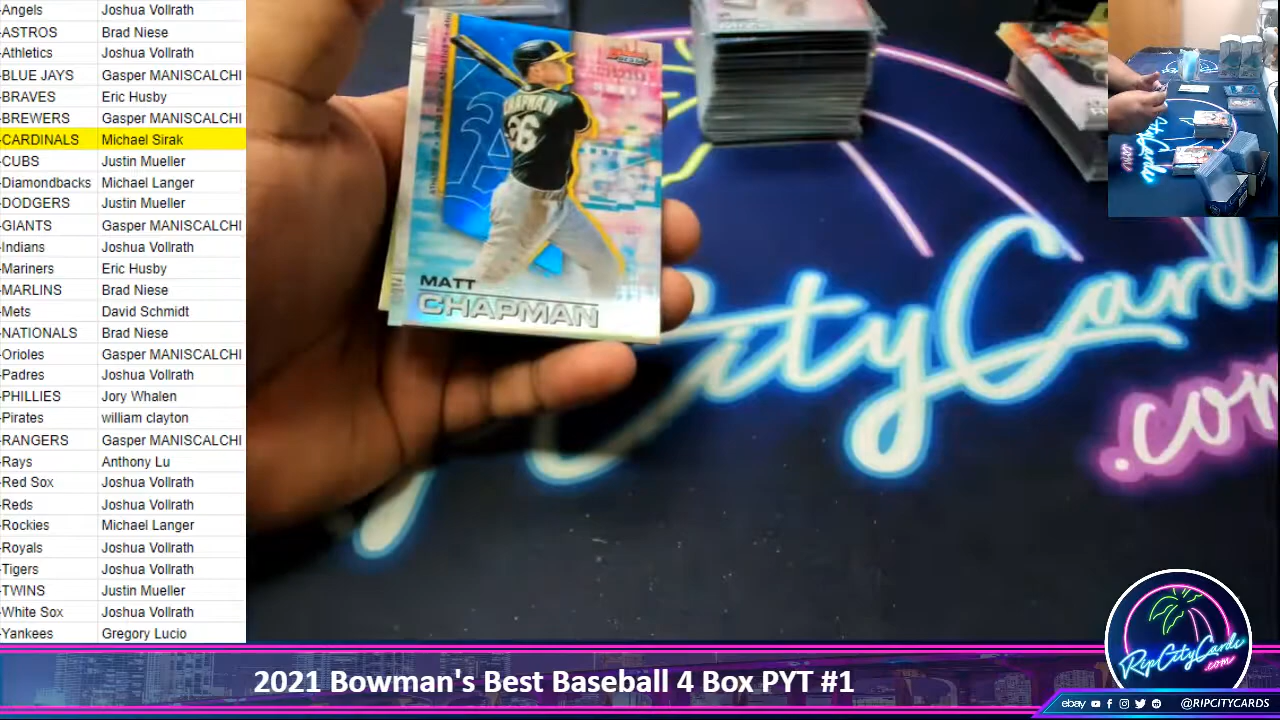 -Angels Joshua Vollrath
-ASTROS Brad Niese
-Athletics Joshua Vollrath
-BLUE JAYS Gasper MANISCALCHI
-BRAVES Eric Husby
-BREWERS Gasper MANISCALCHI
-CARDINALS Michael Sirak
-CUBS Justin Mueller
-Diamondbacks Michael Langer
-DODGERS Justin Mueller
-GIANTS Gasper MANISCALCHI
-Indians Joshua Vollrath
-Mariners Eric Husby
-MARLINS Brad Niese
-Mets David Schmidt
-NATIONALS Brad Niese
-Orioles Gasper MANISCALCHI
-Padres Joshua Vollrath
-PHILLIES Jory Whalen
-Pirates william clayton
-RANGERS Gasper MANISCALCHI
-Rays Anthony Lu
-Red Sox Joshua Vollrath
-Reds Joshua Vollrath
-Rockies Michael Langer
-Royals Joshua Vollrath
-Tigers Joshua Vollrath
-TWINS Justin Mueller
-White Sox Joshua Vollrath
-Yankees Gregory Lucio
CHAPMAN
26
MATT
CHAPMAN
City Cards
.com
RipCityCards
.com
2021 Bowman's Best Baseball 4 Box PYT #1
ebay @RIPCITYCARDS